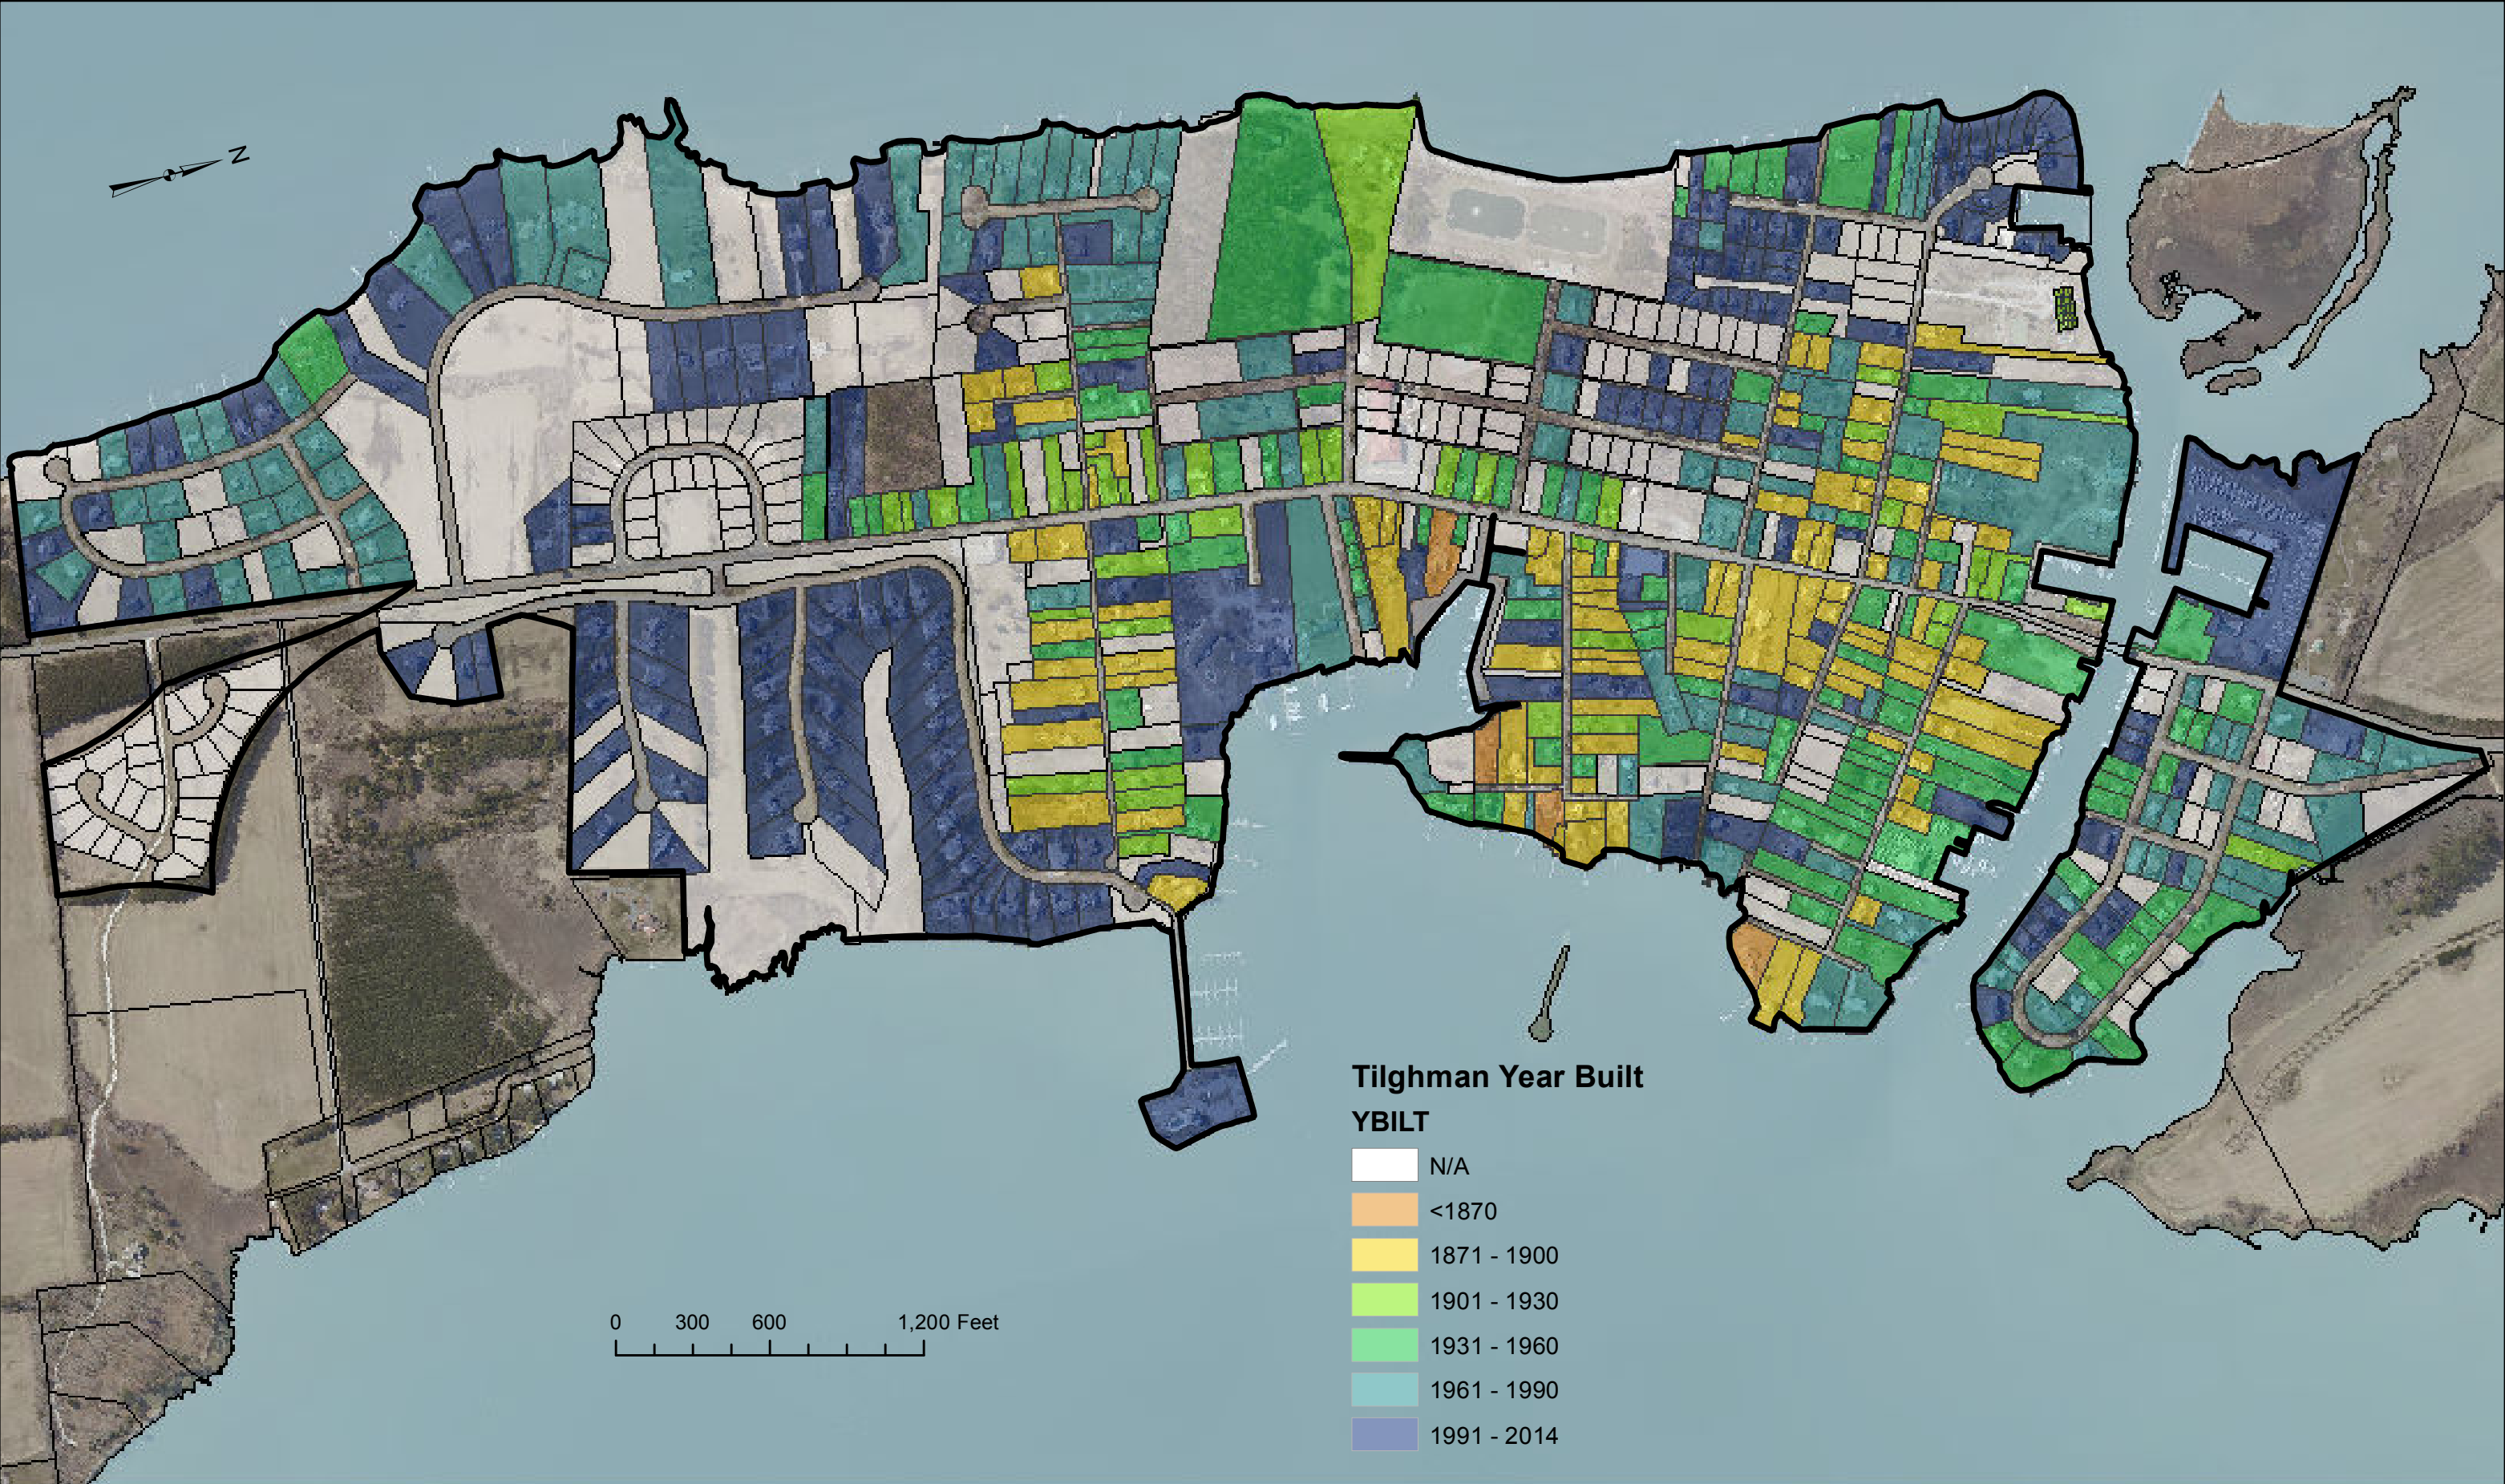 N
Tilghman Year Built
YBILT
N/A
<1870
1871 - 1900
1901 - 1930
1931 - 1960
1961 - 1990
1991 - 2014
0 300 600 1,200 Feet